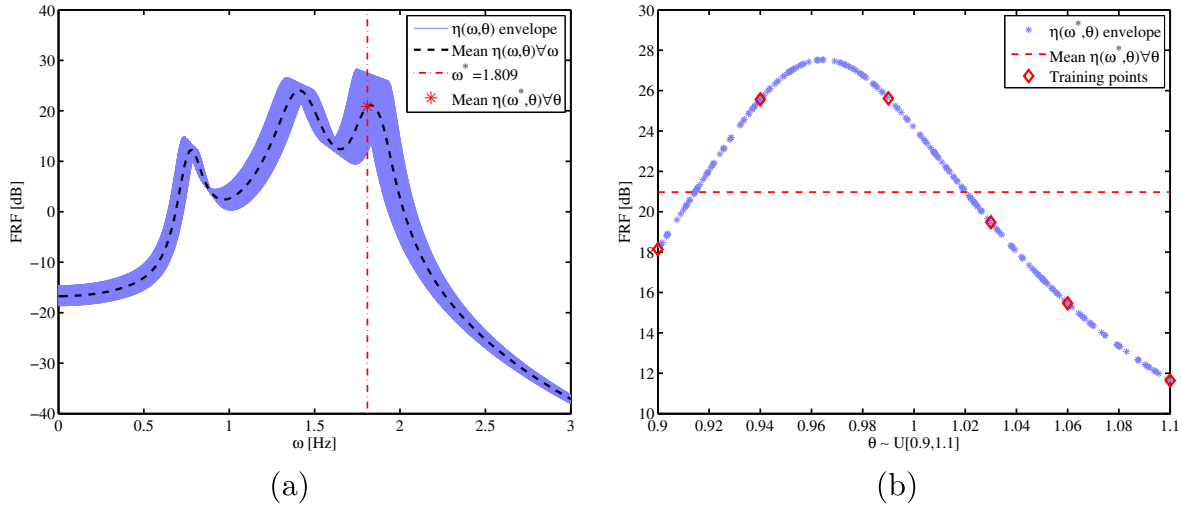 η(ω,θ) envelope
Mean η(ω,θ)∀ω
ω* =1.809
Mean η(ω*,θ)∀θ
FRF [dB]
40
30
20
10
0
−10
−20
−30
−40
0 0.5 1 1.5 2 2.5 3
ω [Hz]
(a)
η(ω*,θ) envelope
Mean η(ω*,θ)∀θ
Training points
FRF [dB]
30
28
26
24
22
20
18
16
14
12
10
0.9 0.92 0.94 0.96 0.98 1 1.02 1.04 1.06 1.08 1.1
θ ~ U[0.9,1.1]
(b)